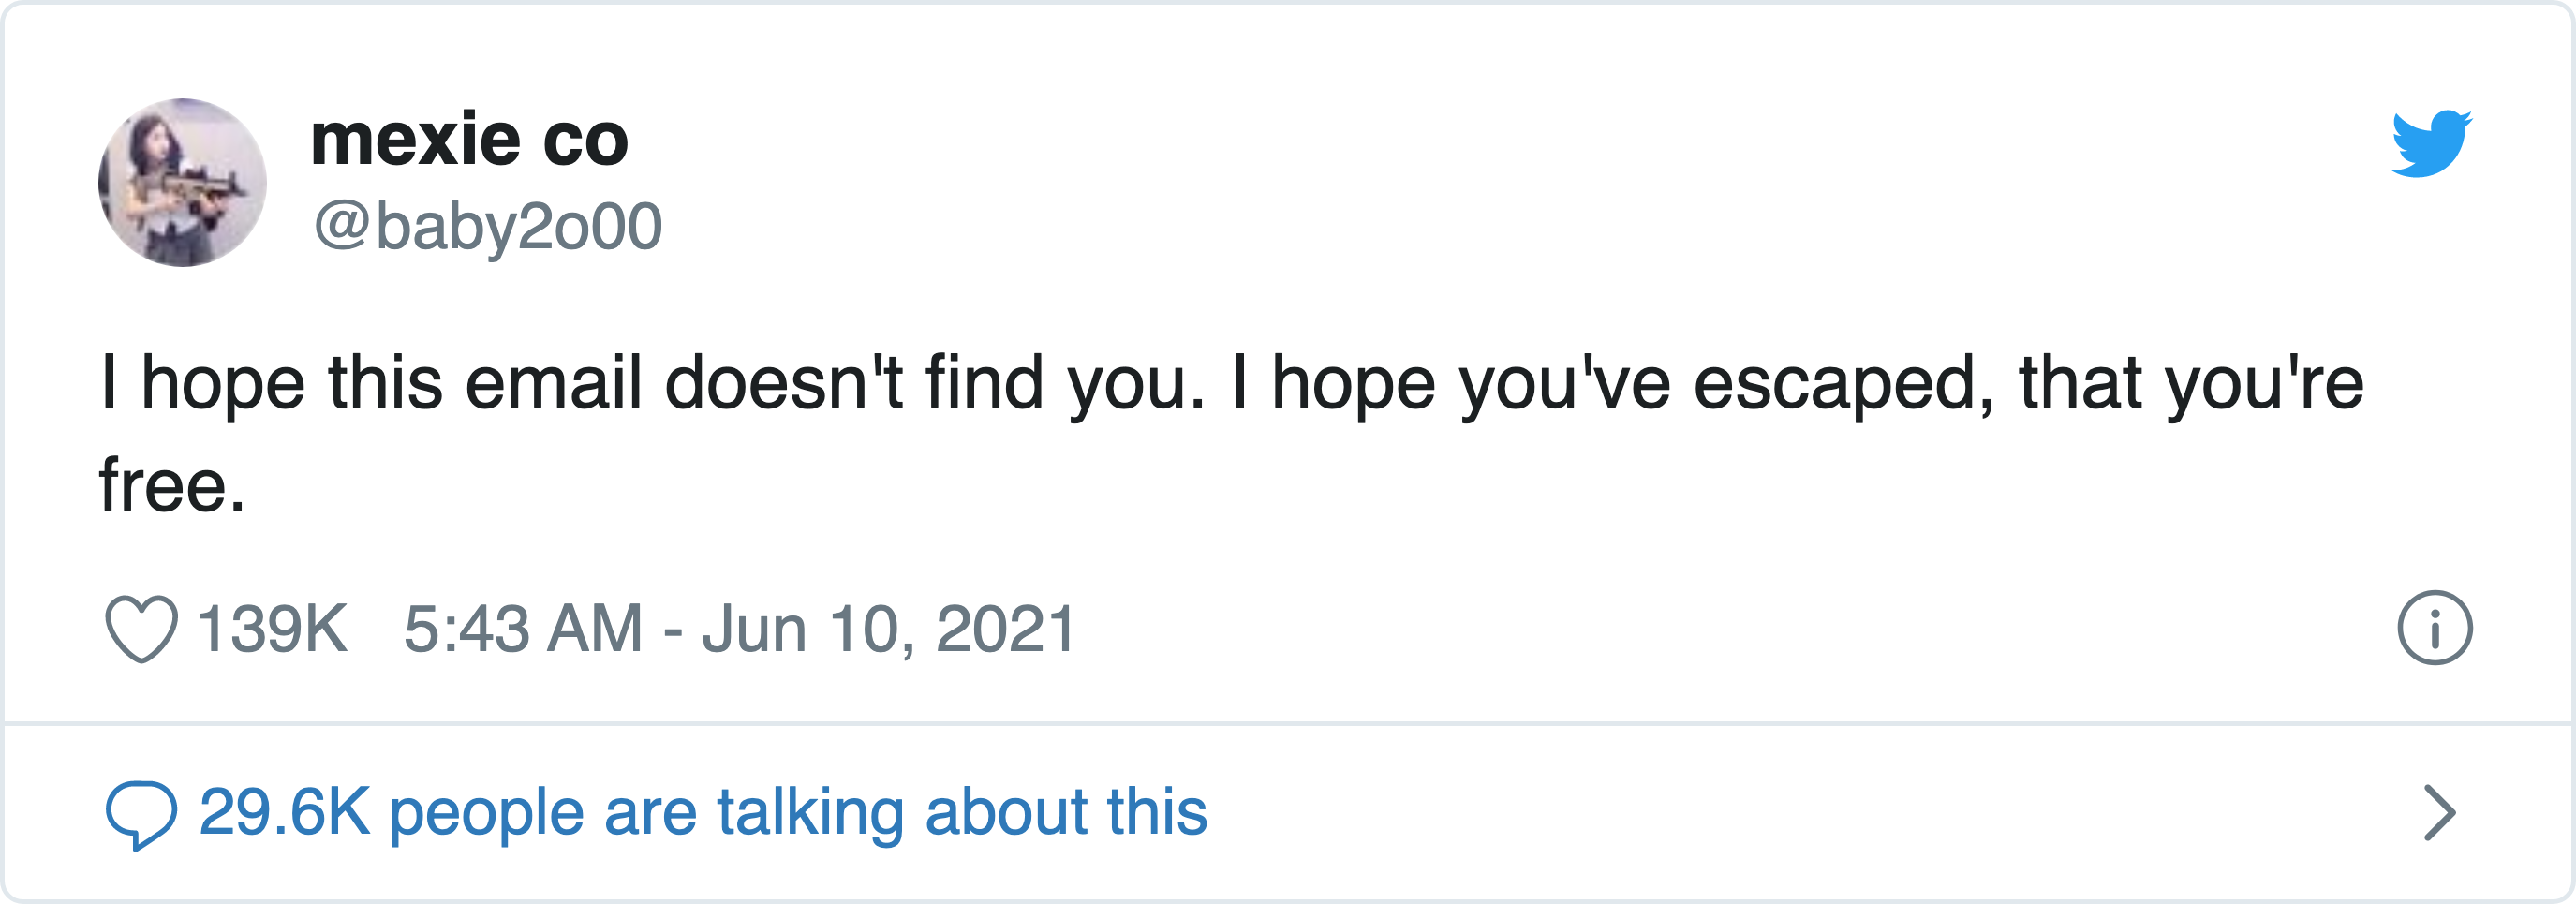 mexie co
@baby2o00
I hope this email doesn't find you. I hope you've escaped, that you're
free.
139K 5:43 AM - Jun 10, 2021
29.6K people are talking about this